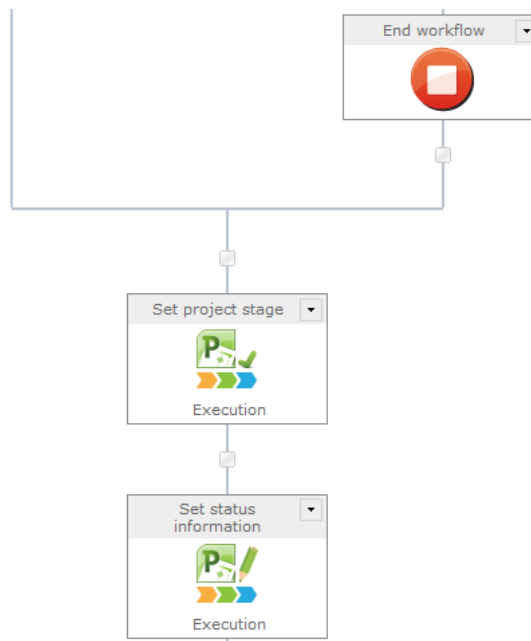 End workflow
Set project stage
P
Execution
Set status
information
P
Execution